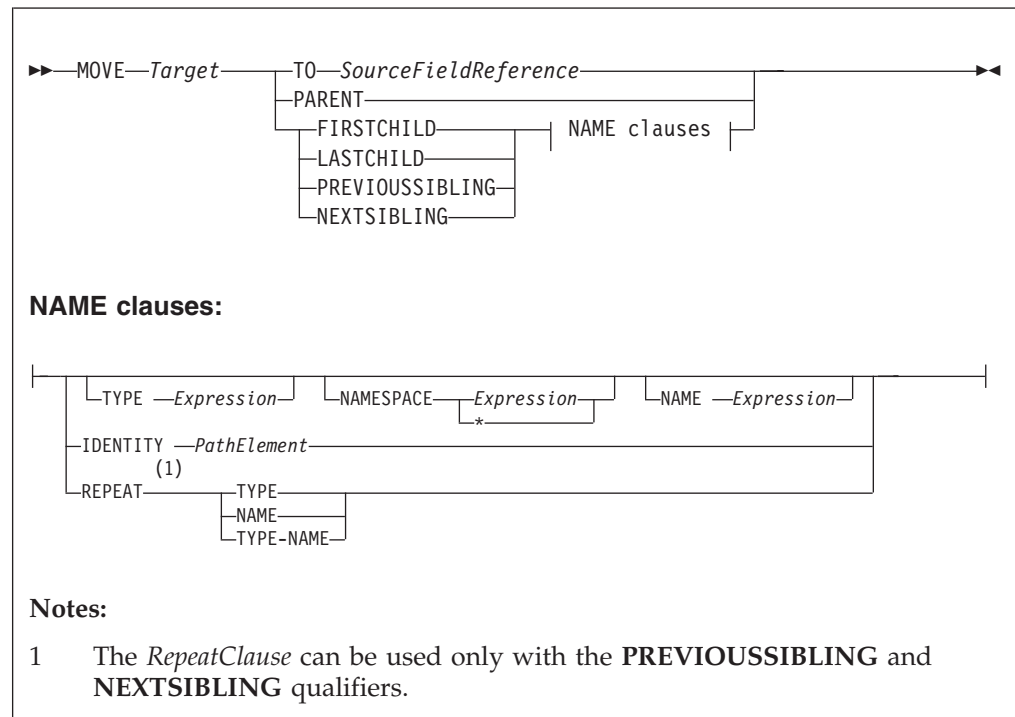 MOVE Target TO SourceFieldReference
PARENT
FIRSTCHILD NAME clauses
LASTCHILD
PREVIOUSSIBLING
NEXTSIBLING
NAME clauses:
TYPE Expression NAMESPACE Expression NAME Expression
*
IDENTITY PathElement
(1)
REPEAT TYPE
NAME
TYPE-NAME
Notes:
1 The RepeatClause can be used only with the PREVIOUSSIBLING and
NEXTSIBLING qualifiers.